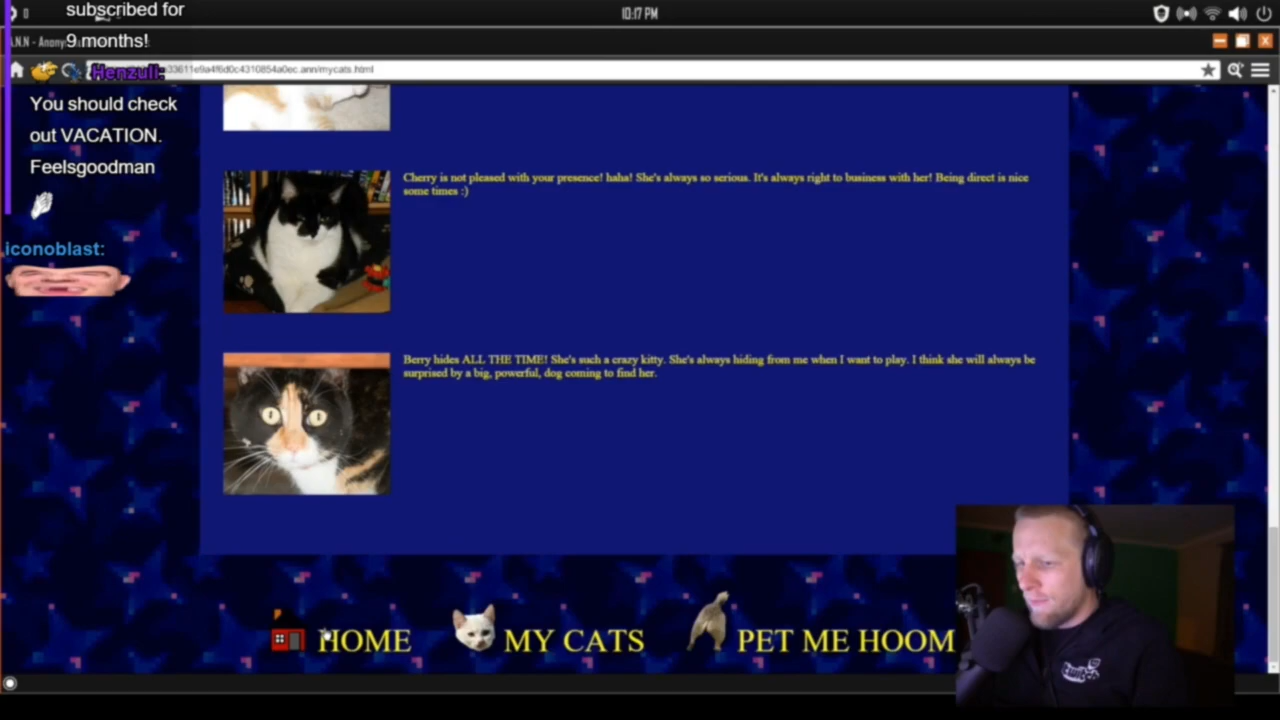 subscribed for
9 months!
10:17 PM
Henzuli:
33611e9a4f6d0c4310854a0ec.ann/mycats.html
You should check
out VACATION.
Feelsgoodman
iconoblast:
Cherry is not pleased with your presence! haha! She's always so serious. It's always right to business with her! Being direct is nice
some times :)
Berry hides ALL THE TIME! She's such a crazy kitty. She's always hiding from me when I want to play. I think she will always be
surprised by a big, powerful, dog coming to find her.
HOME
MY CATS
PET ME HOOM